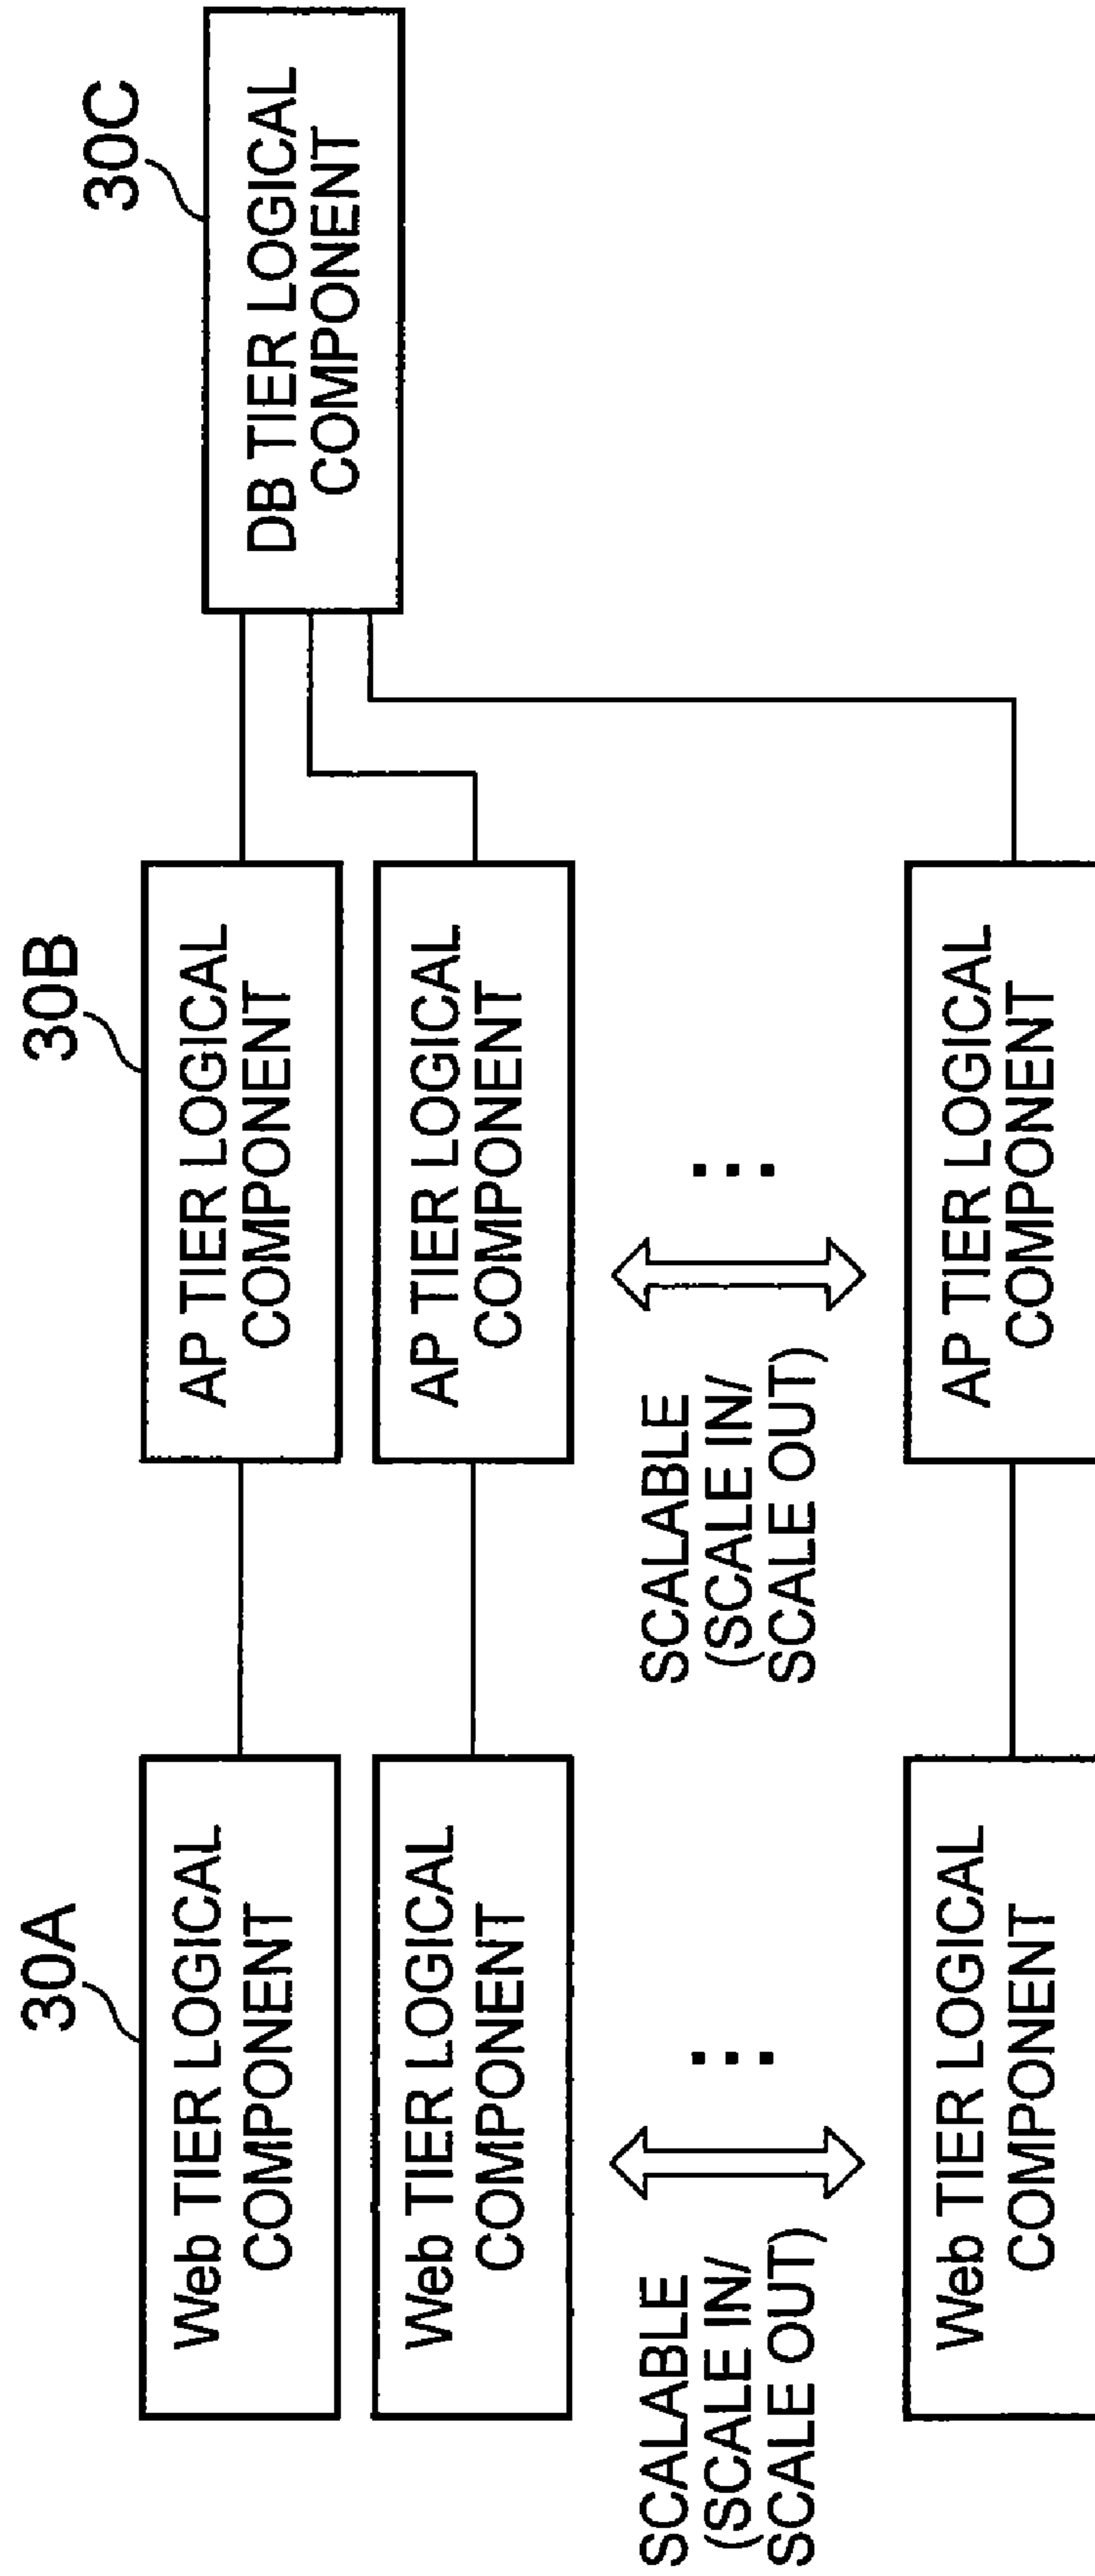 30A
Web TIER LOGICAL
COMPONENT
Web TIER LOGICAL
COMPONENT
SCALABLE
(SCALE IN/
SCALE OUT)
...
Web TIER LOGICAL
COMPONENT
30B
AP TIER LOGICAL
COMPONENT
AP TIER LOGICAL
COMPONENT
SCALABLE
(SCALE IN/
SCALE OUT)
...
AP TIER LOGICAL
COMPONENT
30C
DB TIER LOGICAL
COMPONENT